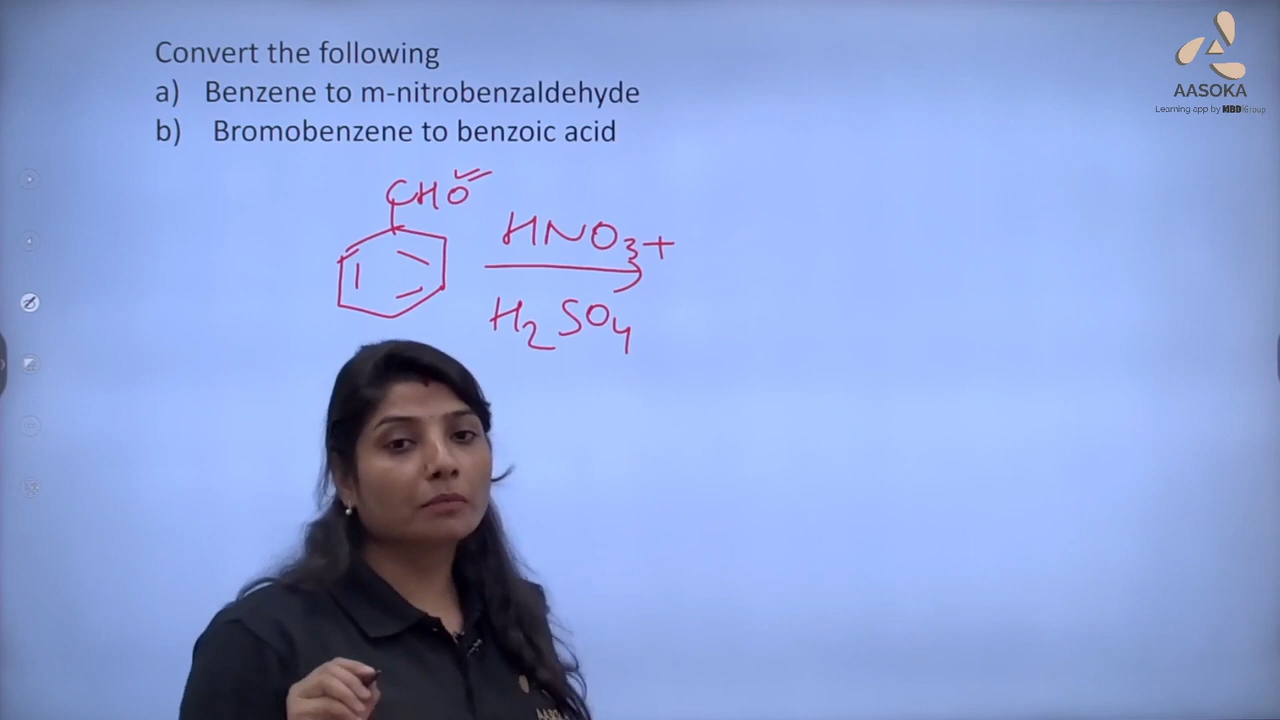 Convert the following
a) Benzene to m-nitrobenzaldehyde
b) Bromobenzene to benzoic acid
AASOKA
Learning app by MBD Group
CHO
HNO3+
H2SO4